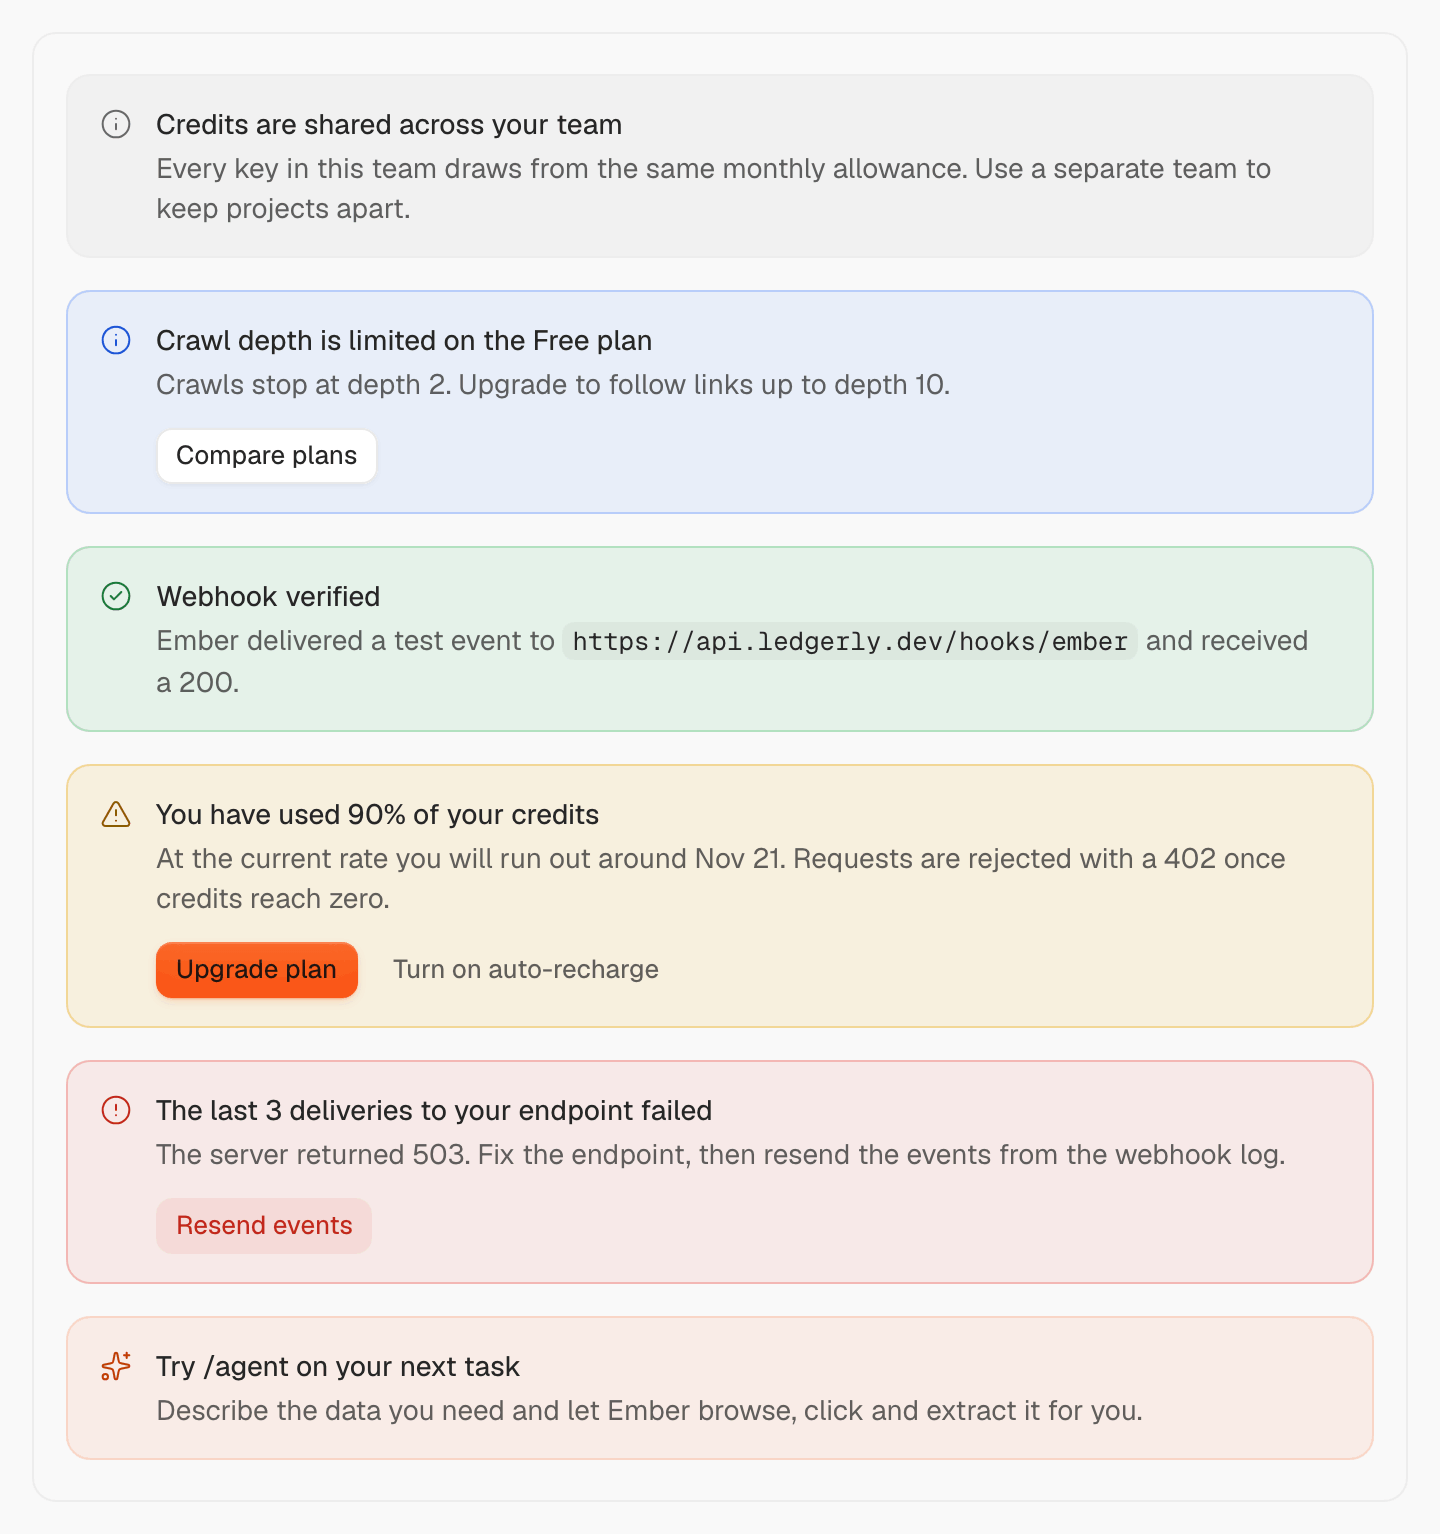 Credits are shared across your team
Every key in this team draws from the same monthly allowance. Use a separate team to
keep projects apart.
Crawl depth is limited on the Free plan
Crawls stop at depth 2. Upgrade to follow links up to depth 10.
Compare plans
Webhook verified
Ember delivered a test event to https://api.ledgerly.dev/hooks/ember and received
a 200.
You have used 90% of your credits
At the current rate you will run out around Nov 21. Requests are rejected with a 402 once
credits reach zero.
Upgrade plan Turn on auto-recharge
The last 3 deliveries to your endpoint failed
The server returned 503. Fix the endpoint, then resend the events from the webhook log.
Resend events
Try /agent on your next task
Describe the data you need and let Ember browse, click and extract it for you.